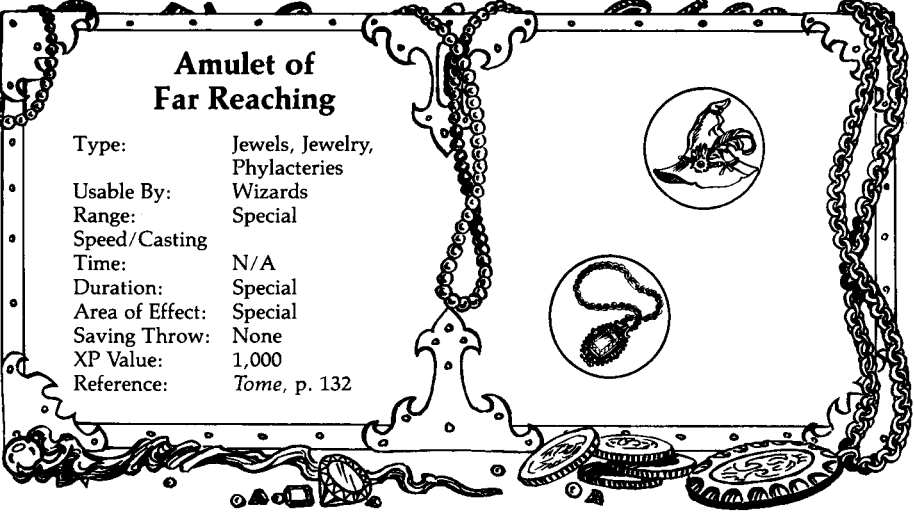 Amulet of
Far Reaching
Type: Jewels, Jewelry,
Phylacteries
Usable By: Wizards
Range: Special
Speed/Casting
Time: N/A
Duration: Special
Area of Effect: Special
Saving Throw: None
XP Value: 1,000
Reference: Tome, p. 132